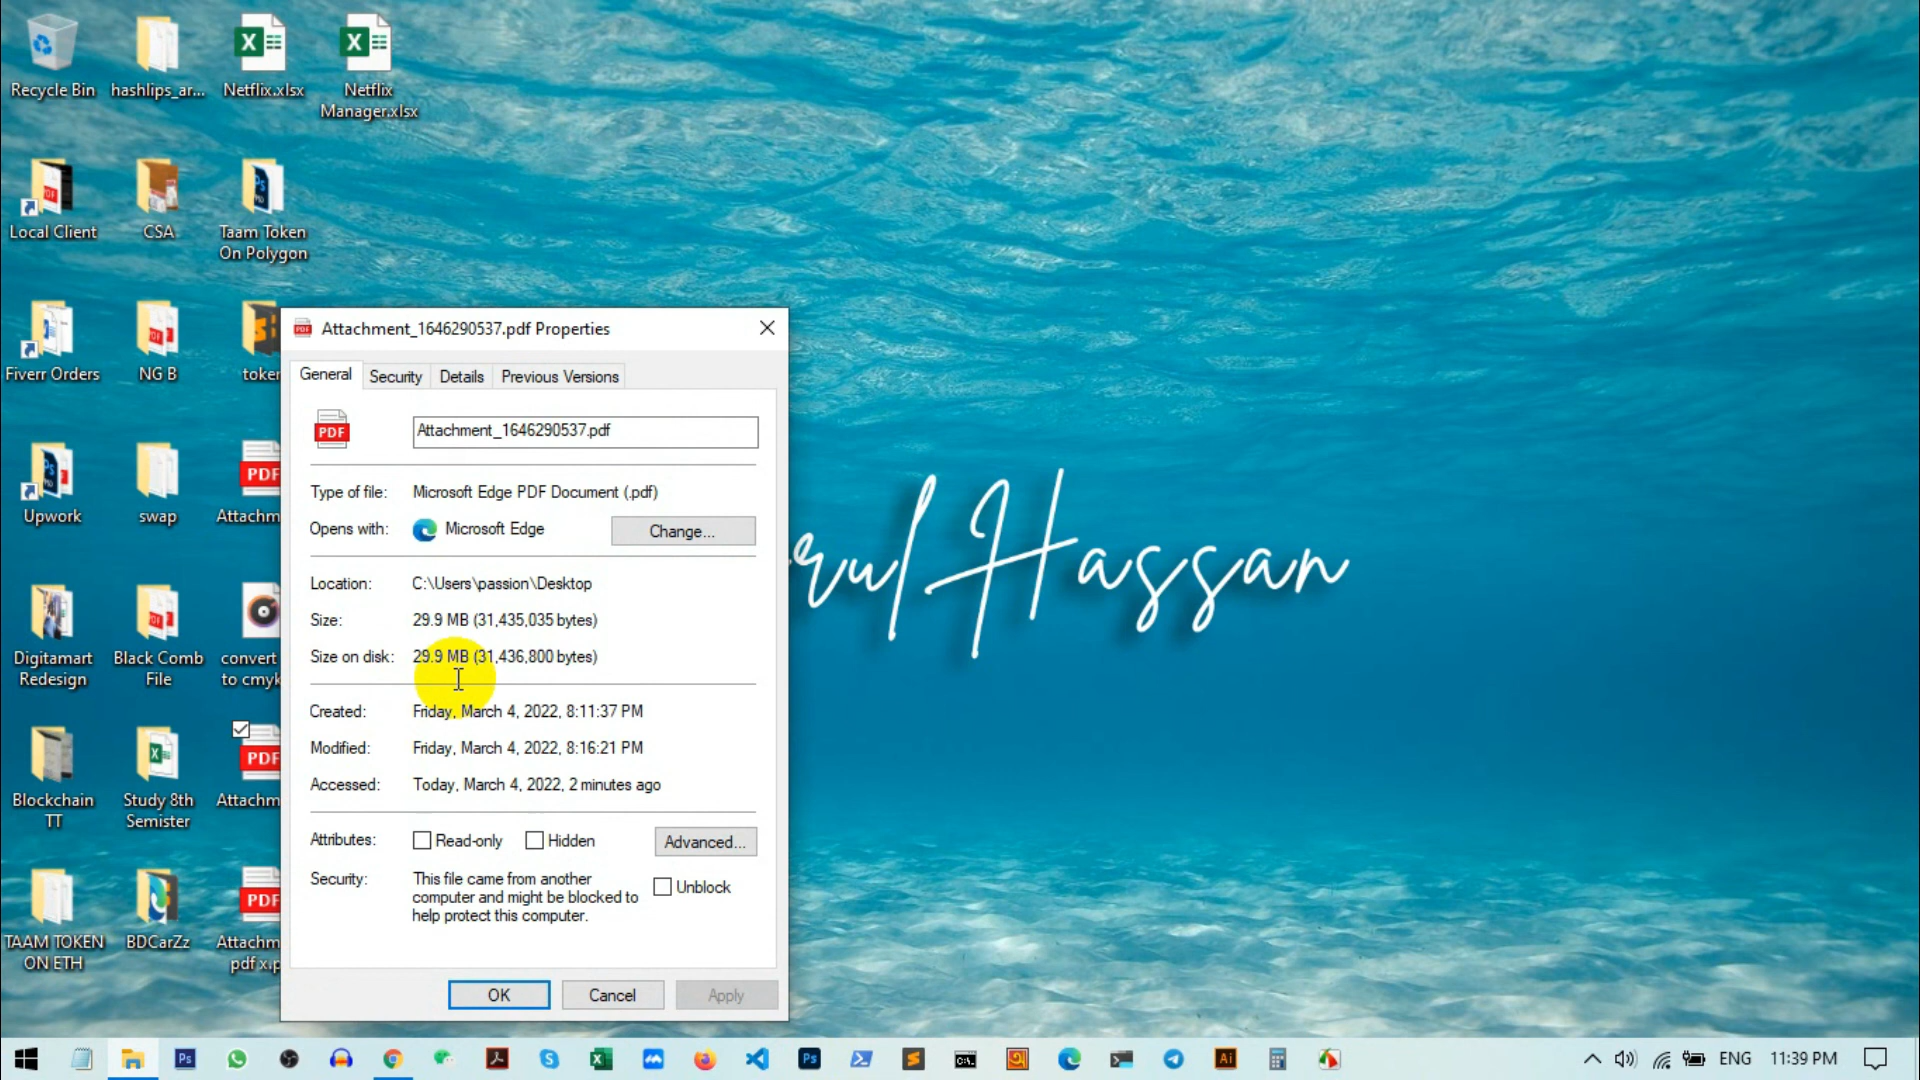 Recycle Bin
hashlips_ar...
Netflix.xlsx
Netflix
Manager.xlsx
Local Client
CSA
Taam Token
On Polygon
Fiverr Orders
NG B
token
Upwork
swap
Attachm
Digitamart
Redesign
Black Comb
File
convert
to cmyk
Blockchain
TT
Study 8th
Semister
Attachm
TAAM TOKEN
ON ETH
BDCarZz
Attachm
Attachment_1646290537.pdf Properties
General
Security
Details
Previous Versions
PDF
Attachment_1646290537.pdf
Type of file: Microsoft Edge PDF Document (.pdf)
Opens with: Microsoft Edge
Change...
Location: C:\Users\passion\Desktop
Size: 29.9 MB (31,435,035 bytes)
Size on disk: 29.9 MB (31,436,800 bytes)
Created: Friday, March 4, 2022, 8:11:37 PM
Modified: Friday, March 4, 2022, 8:16:21 PM
Accessed: Today, March 4, 2022, 2 minutes ago
Attributes: Read-only Hidden
Advanced...
Security: This file came from another
computer and might be blocked to
help protect this computer.
Unblock
OK
Cancel
Apply
rul Hassan
ENG
11:39 PM